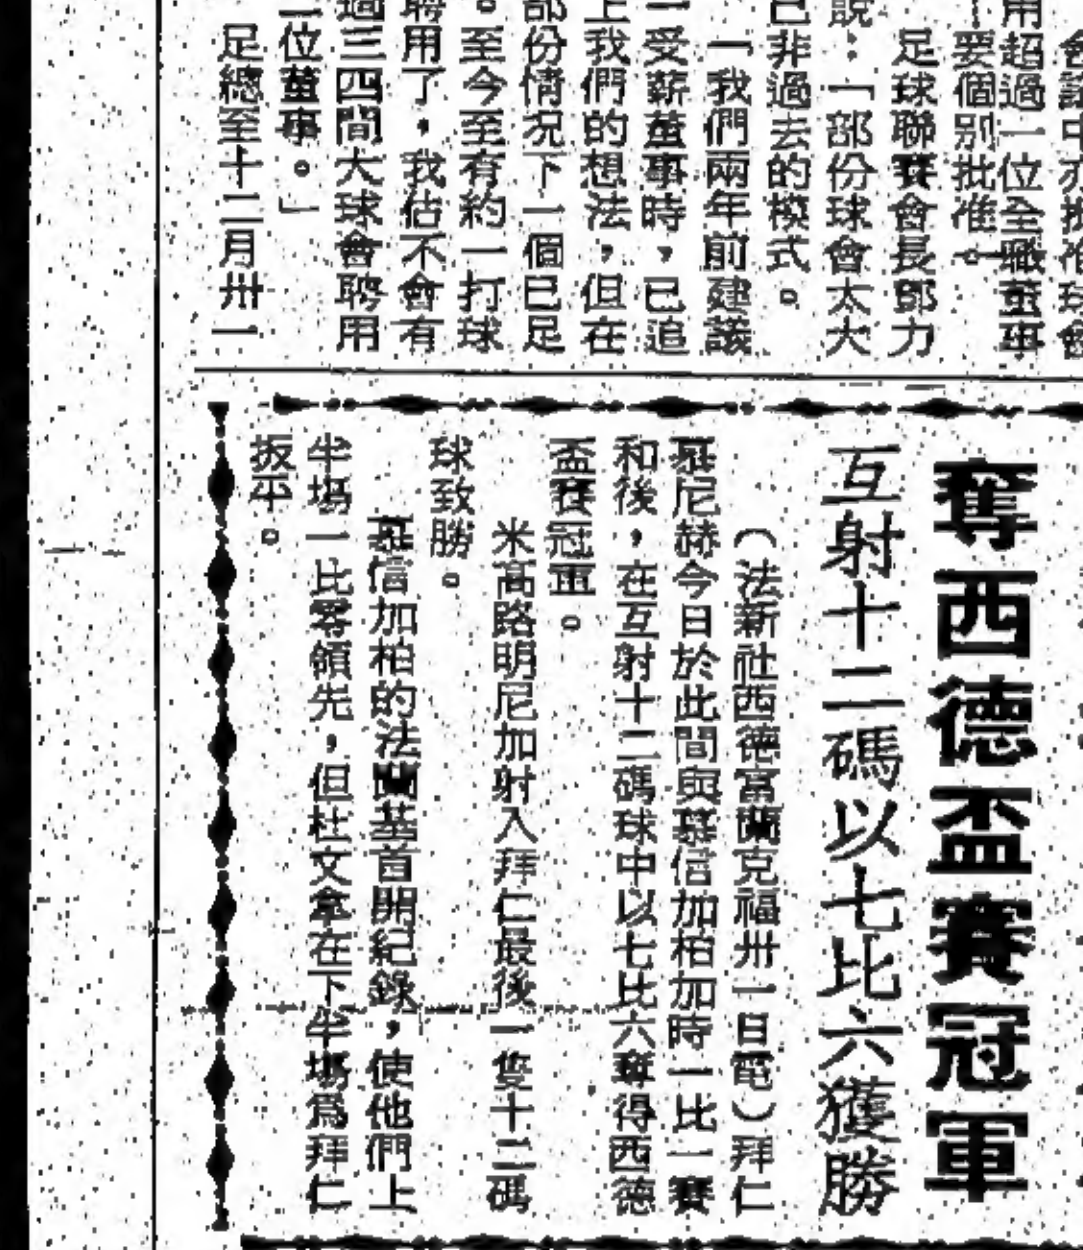 用超過一位全職董事
要個別批准。
足球聯賽會長鄧力
說：「一部份球會太大
已非過去的模式。
「我們兩年前建議
一受薪董事時，已追
上我們的想法，但在
部份情況下一個已足
。至今至有約一打球
聘用了，我估不會有
過三四間大球會聘用
一位董事。」
足總至十二月卅一
奪西德盃賽冠軍
互射十二碼以七比六獲勝
（法新社西德富蘭克福卅一日電）拜仁
慕尼赫今日於此間與慕信加柏加時一比一賽
和後，在互射十二碼球中以七比六奪得西德
盃賽冠軍。
米高路明尼加射入拜仁最後一隻十二碼
球致勝。
慕信加柏的法蘭基首開紀錄，使他們上
半場一比零領先，但杜文拿在下半場為拜仁
扳平。